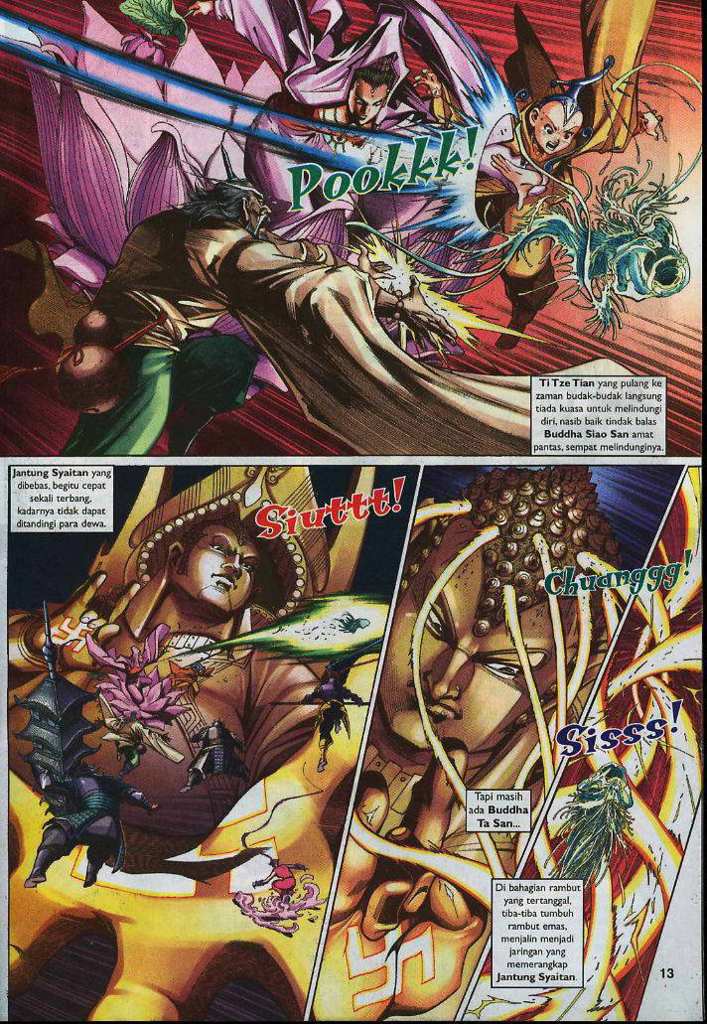 Pookkk!
Ti Tze Tian yang pulang ke
zaman budak-budak langsung
tiada kuasa untuk melindungi
diri, nasib baik tindak balas
Buddha Siao San amat
pantas, sempat melindunginya.
Jantung Syaitan yang
dibebas, begitu cepat
sekali terbang,
kadarnya tidak dapat
ditandingi para dewa.
Siuttt!
Chuanggg!
Tapi masih
ada Buddha
Ta San...
Sisss!
Di bahagian rambut
yang tertanggal,
tiba-tiba tumbuh
rambut emas,
menjalin menjadi
jaringan yang
memerangkap
Jantung Syaitan.
13